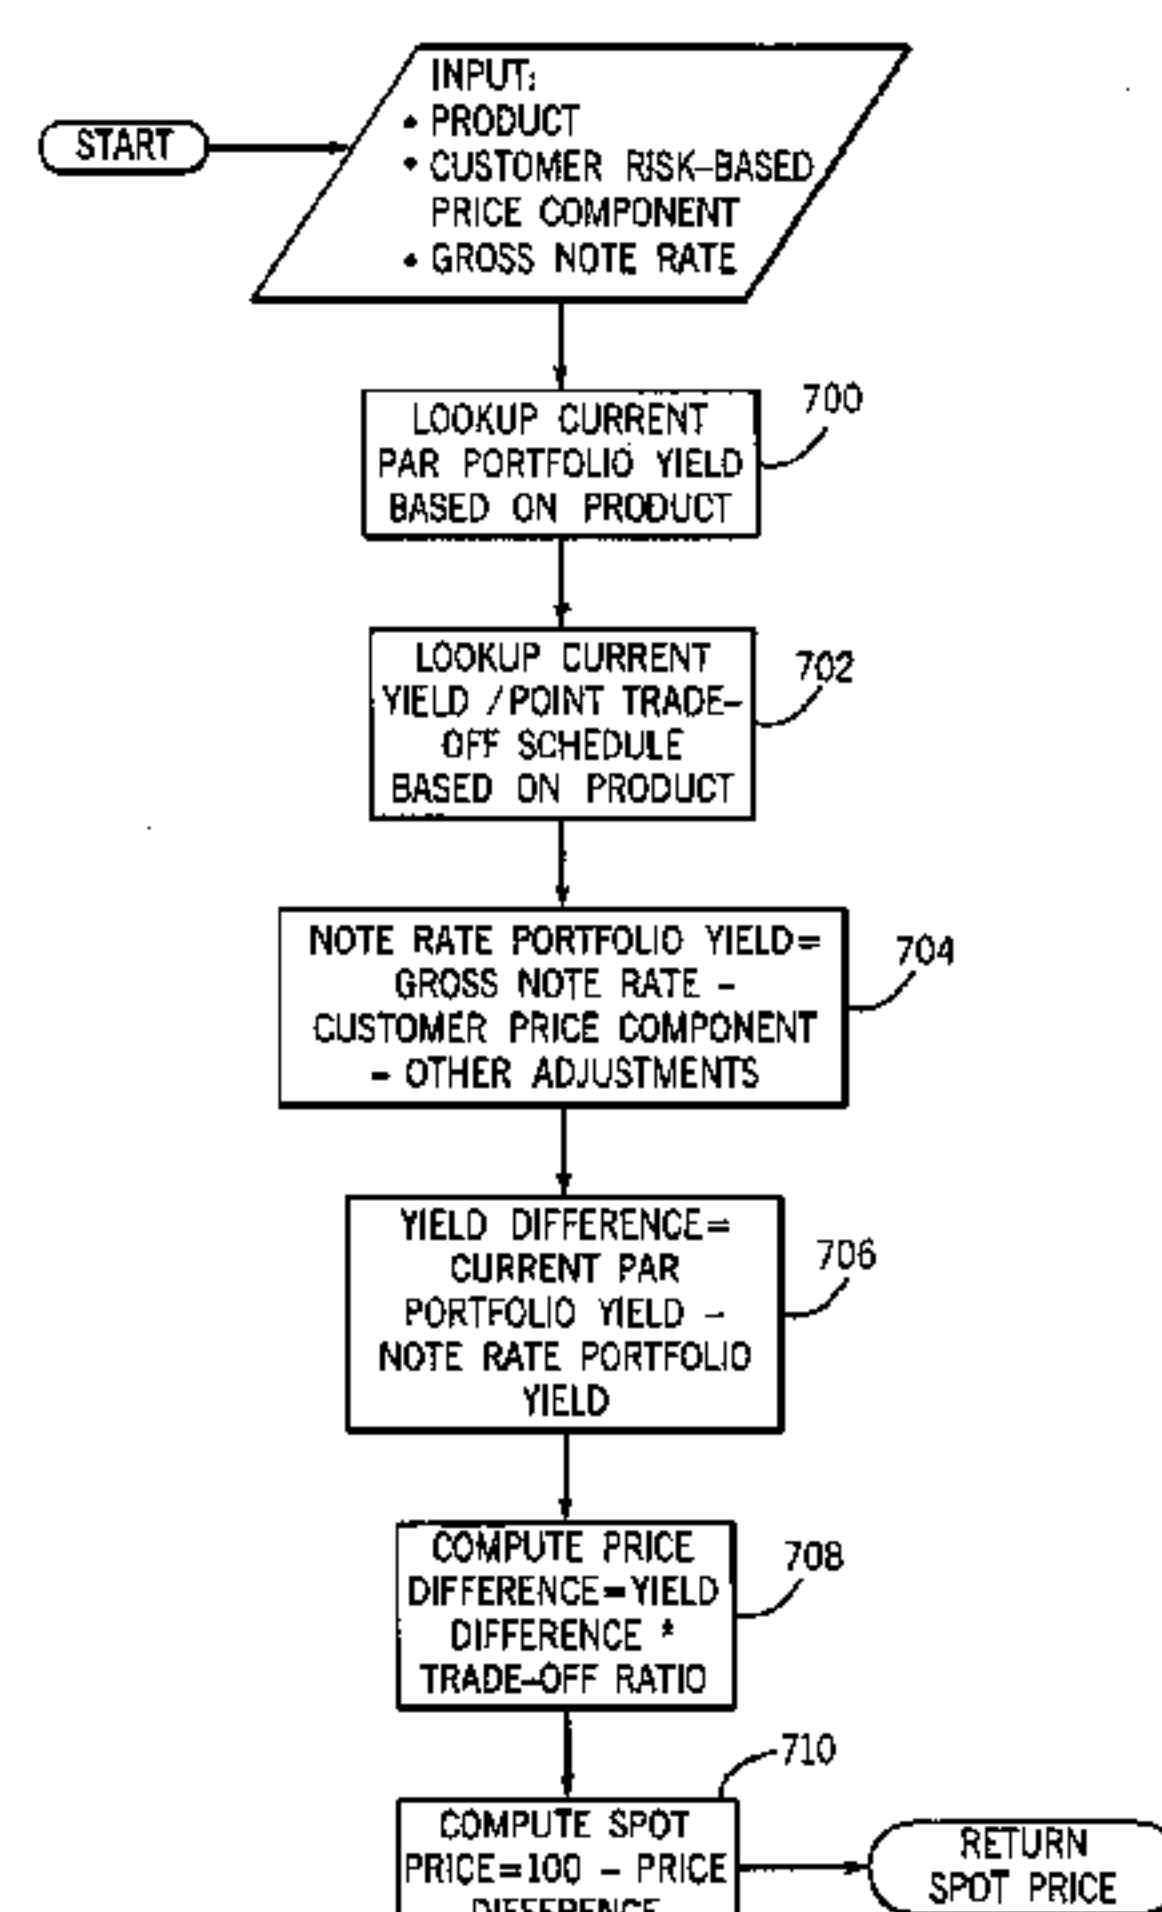 START
INPUT:
• PRODUCT
• CUSTOMER RISK-BASED
PRICE COMPONENT
• GROSS NOTE RATE
700
LOOKUP CURRENT
PAR PORTFOLIO YIELD
BASED ON PRODUCT
702
LOOKUP CURRENT
YIELD /POINT TRADE-
OFF SCHEDULE
BASED ON PRODUCT
704
NOTE RATE PORTFOLIO YIELD=
GROSS NOTE RATE -
CUSTOMER PRICE COMPONENT
- OTHER ADJUSTMENTS
706
YIELD DIFFERENCE=
CURRENT PAR
PORTFOLIO YIELD -
NOTE RATE PORTFOLIO
YIELD
708
COMPUTE PRICE
DIFFERENCE=YIELD
DIFFERENCE *
TRADE-OFF RATIO
710
COMPUTE SPOT
PRICE=100 - PRICE
DIFFERENCE
RETURN
SPOT PRICE